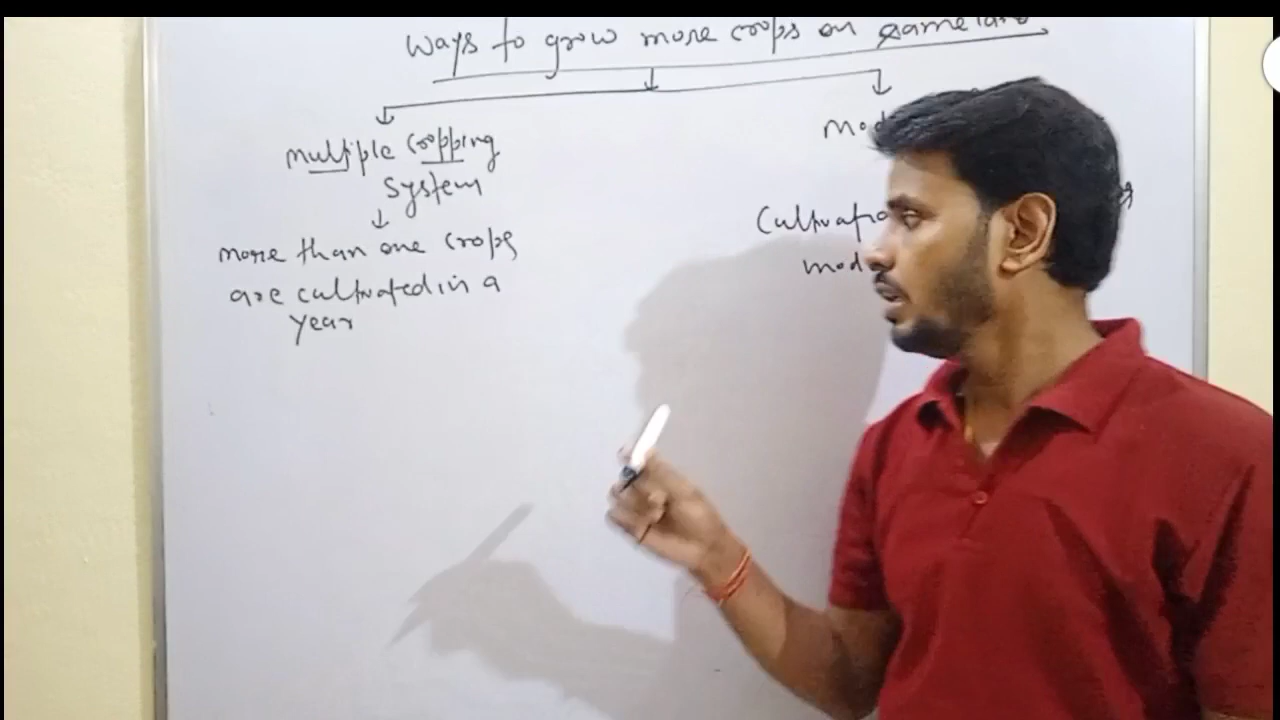 Ways to grow more crops on same land
multiple cropping
system
more than one crops
are cultivated in a
year
mod
Cultivatio
mod